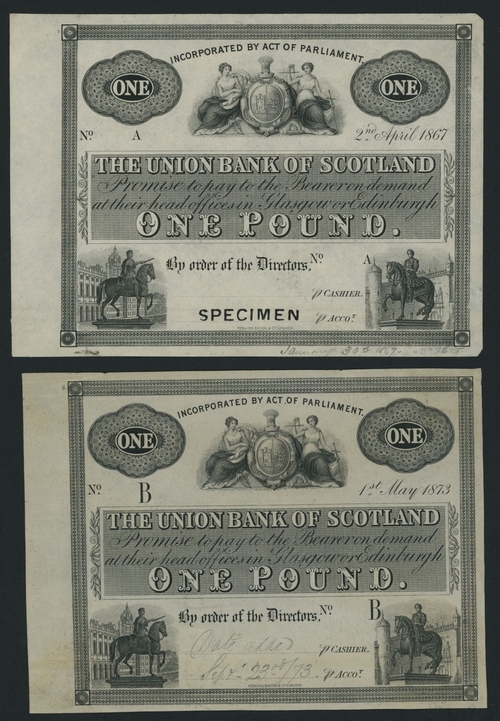 INCORPORATED BY ACT OF PARLIAMENT.
ONE ONE
No. A 2nd April 1867
THE UNION BANK OF SCOTLAND
Promise to pay to the Bearer on demand
at their head offices in Glasgow or Edinburgh
ONE POUND.
By order of the Directors, No. A
p CASHIER.
SPECIMEN p ACCOT.
INCORPORATED BY ACT OF PARLIAMENT.
ONE ONE
No. B 1st May 1873
THE UNION BANK OF SCOTLAND
Promise to pay to the Bearer on demand
at their head offices in Glasgow or Edinburgh
ONE POUND.
By order of the Directors, No. B
Date p CASHIER.
Sept. 22nd/73 p ACCOT.